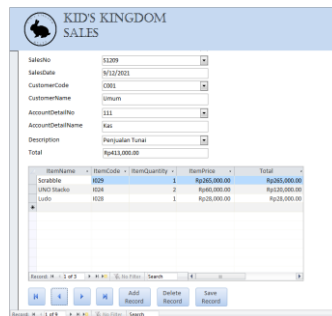 KID'S KINGDOM
SALES
SalesNo S1209
SalesDate 9/12/2021
CustomerCode C001
CustomerName Umum
AccountDetailNo 111
AccountDetailName Kas
Description Penjualan Tunai
Total Rp413,000.00
ItemName ItemCode ItemQuantity ItemPrice Total
Scrabble I029 1 Rp265,000.00 Rp265,000.00
UNO Stacko I024 2 Rp60,000.00 Rp120,000.00
Ludo I028 1 Rp28,000.00 Rp28,000.00
Record: 1 of 3 No Filter Search
Add Record Delete Record Save Record
Record: 1 of 9 No Filter Search